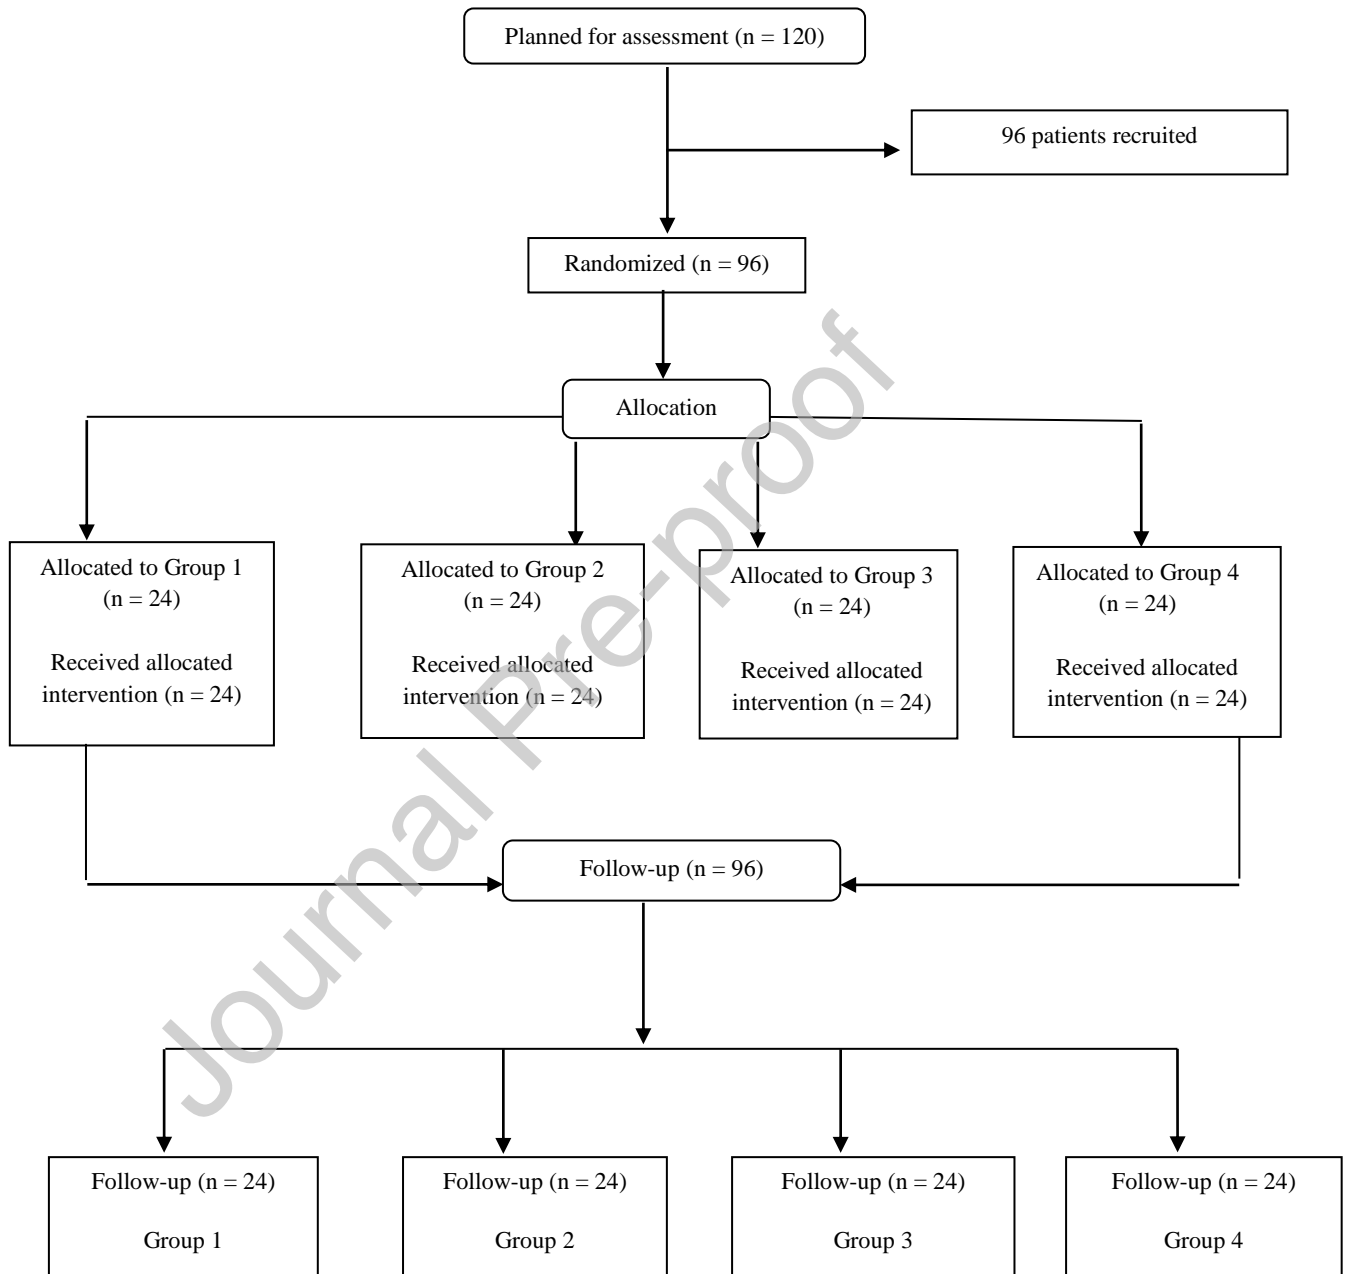 Planned for assessment (n = 120)
96 patients recruited
Randomized (n = 96)
Allocation
Allocated to Group 1
(n = 24)
Received allocated
intervention (n = 24)
Allocated to Group 2
(n = 24)
Received allocated
intervention (n = 24)
Allocated to Group 3
(n = 24)
Received allocated
intervention (n = 24)
Allocated to Group 4
(n = 24)
Received allocated
intervention (n = 24)
Follow-up (n = 96)
Follow-up (n = 24)
Group 1
Follow-up (n = 24)
Group 2
Follow-up (n = 24)
Group 3
Follow-up (n = 24)
Group 4
Journal Pre-proof